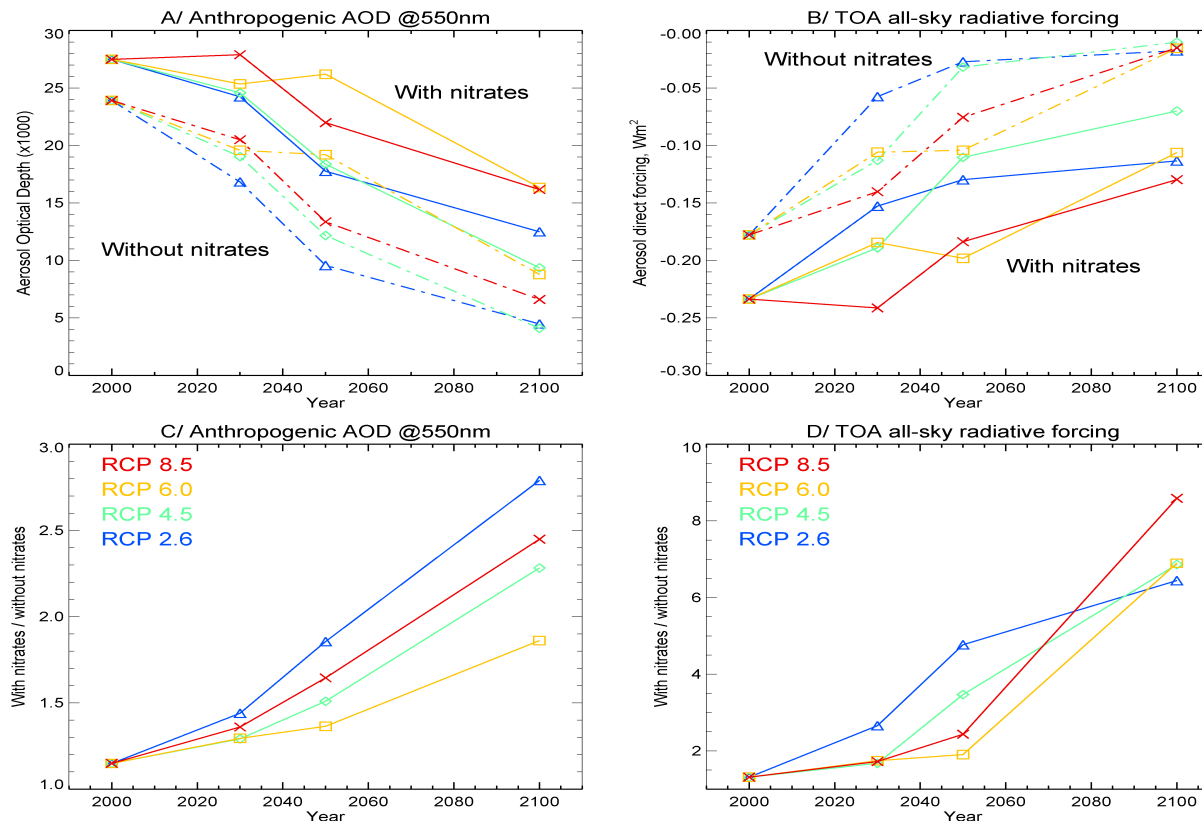 A/ Anthropogenic AOD @550nm
Aerosol Optical Depth (x1000)
30
25
20
15
10
5
0
With nitrates
Without nitrates
2000 2020 2040 2060 2080 2100
Year
B/ TOA all-sky radiative forcing
Aerosol direct forcing, Wm²
-0.00
-0.05
-0.10
-0.15
-0.20
-0.25
-0.30
Without nitrates
With nitrates
2000 2020 2040 2060 2080 2100
Year
C/ Anthropogenic AOD @550nm
With nitrates / without nitrates
3.0
2.5
2.0
1.5
1.0
RCP 8.5
RCP 6.0
RCP 4.5
RCP 2.6
2000 2020 2040 2060 2080 2100
Year
D/ TOA all-sky radiative forcing
With nitrates / without nitrates
10
8
6
4
2
RCP 8.5
RCP 6.0
RCP 4.5
RCP 2.6
2000 2020 2040 2060 2080 2100
Year